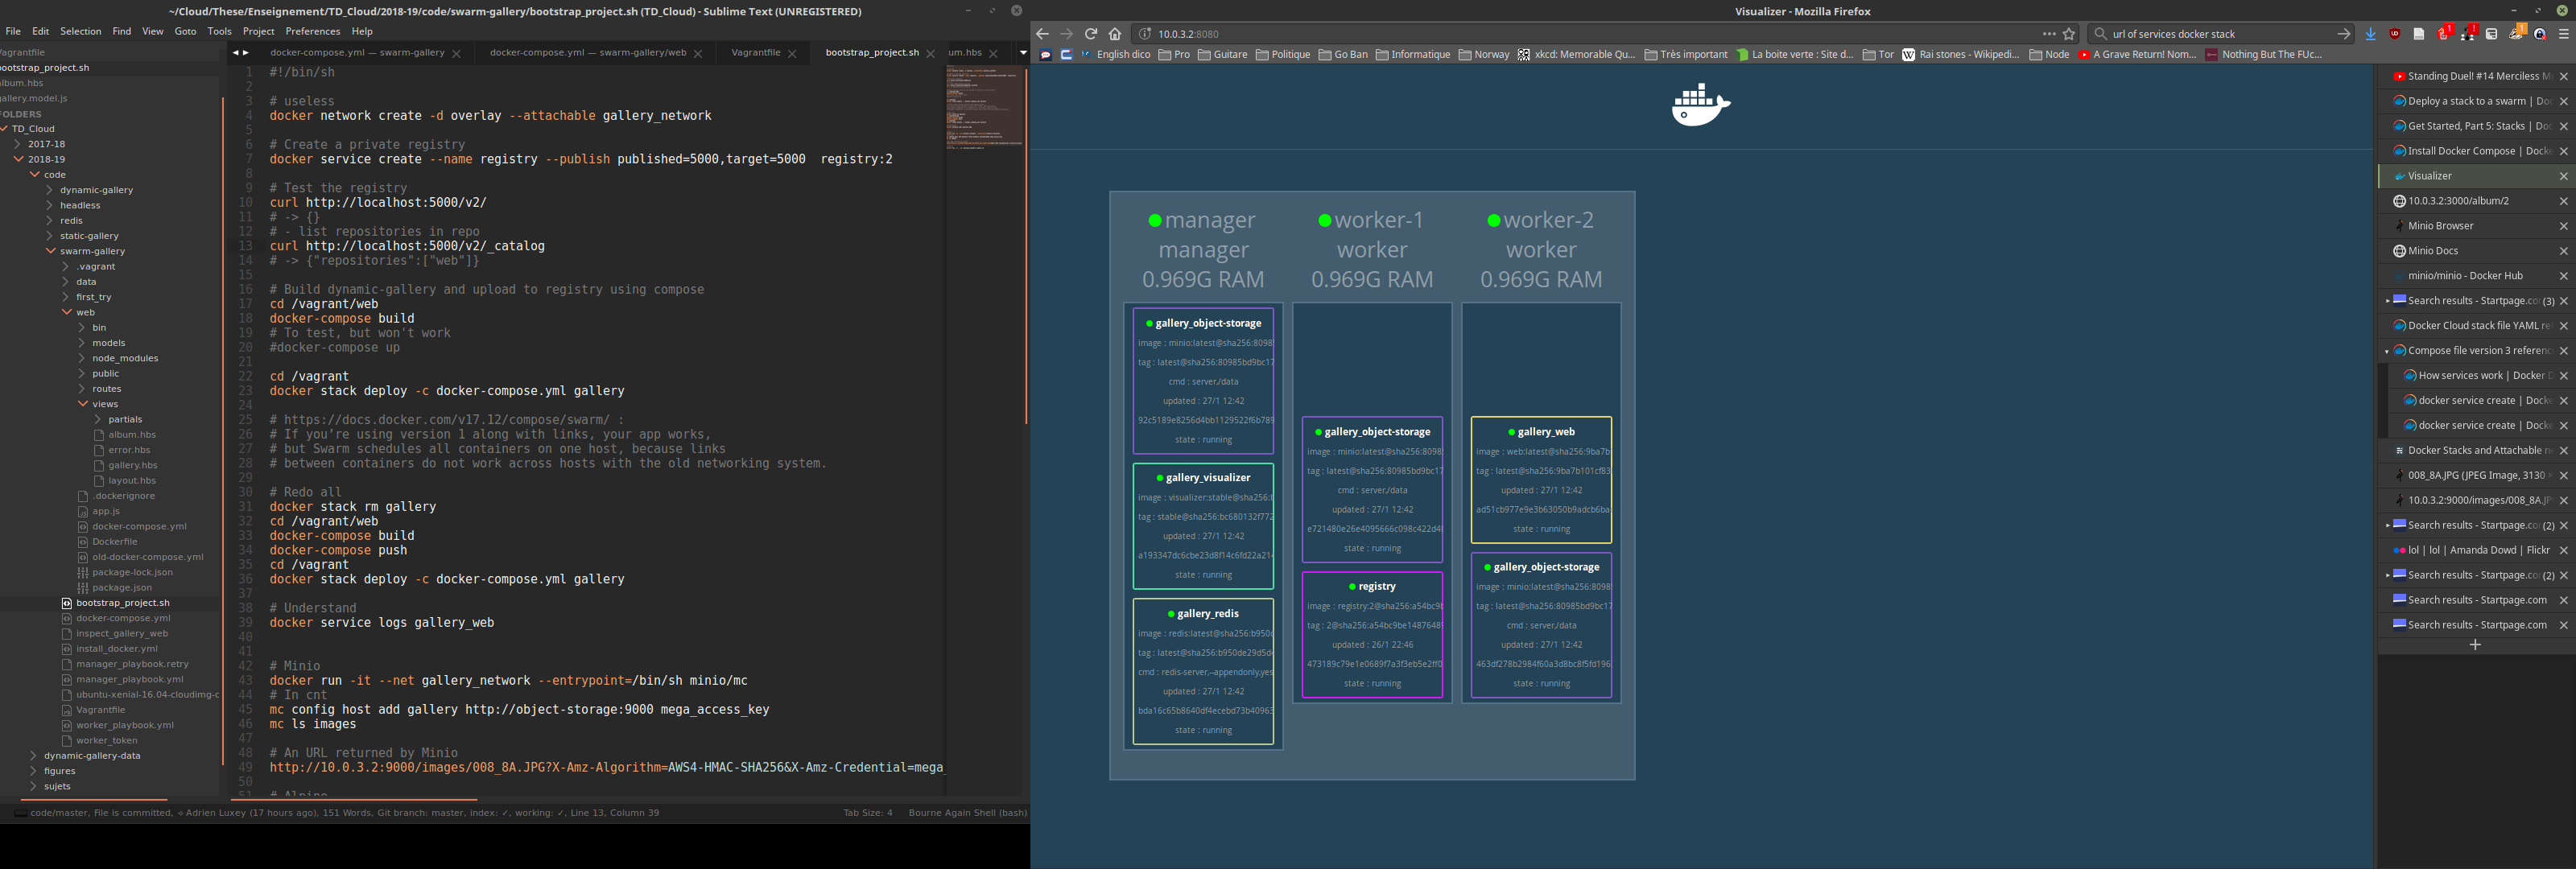 ~/Cloud/These/Enseignement/TD_Cloud/2018-19/code/swarm-gallery/bootstrap_project.sh (TD_Cloud) - Sublime Text (UNREGISTERED)
File Edit Selection Find View Goto Tools Project Preferences Help
Vagrantfile
bootstrap_project.sh
album.hbs
gallery.model.js
FOLDERS
TD_Cloud
2017-18
2018-19
code
dynamic-gallery
headless
redis
static-gallery
swarm-gallery
.vagrant
data
first_try
web
bin
models
node_modules
public
routes
views
partials
album.hbs
error.hbs
gallery.hbs
layout.hbs
.dockerignore
app.js
docker-compose.yml
Dockerfile
old-docker-compose.yml
package-lock.json
package.json
bootstrap_project.sh
docker-compose.yml
inspect_gallery_web
install_docker.yml
manager_playbook.retry
manager_playbook.yml
ubuntu-xenial-16.04-cloudimg-c
Vagrantfile
worker_playbook.yml
worker_token
dynamic-gallery-data
figures
sujets
docker-compose.yml — swarm-gallery
docker-compose.yml — swarm-gallery/web
Vagrantfile
bootstrap_project.sh
um.hbs
1 #!/bin/sh
2
3 # useless
4 docker network create -d overlay --attachable gallery_network
5
6 # Create a private registry
7 docker service create --name registry --publish published=5000,target=5000  registry:2
8
9 # Test the registry
10 curl http://localhost:5000/v2/
11 # -> {}
12 # - list repositories in repo
13 curl http://localhost:5000/v2/_catalog
14 # -> {"repositories":["web"]}
15
16 # Build dynamic-gallery and upload to registry using compose
17 cd /vagrant/web
18 docker-compose build
19 # To test, but won't work
20 #docker-compose up
21
22 cd /vagrant
23 docker stack deploy -c docker-compose.yml gallery
24
25 # https://docs.docker.com/v17.12/compose/swarm/ :
26 # If you’re using version 1 along with links, your app works,
27 # but Swarm schedules all containers on one host, because links
28 # between containers do not work across hosts with the old networking system.
29
30 # Redo all
31 docker stack rm gallery
32 cd /vagrant/web
33 docker-compose build
34 docker-compose push
35 cd /vagrant
36 docker stack deploy -c docker-compose.yml gallery
37
38 # Understand
39 docker service logs gallery_web
40
41
42 # Minio
43 docker run -it --net gallery_network --entrypoint=/bin/sh minio/mc
44 # In cnt
45 mc config host add gallery http://object-storage:9000 mega_access_key
46 mc ls images
47
48 # An URL returned by Minio
49 http://10.0.3.2:9000/images/008_8A.JPG?X-Amz-Algorithm=AWS4-HMAC-SHA256&X-Amz-Credential=mega_
50
51 # Alpine
code/master, File is committed, Adrien Luxey (17 hours ago), 151 Words, Git branch: master, index: ✓, working: ✓, Line 13, Column 39
Tab Size: 4
Bourne Again Shell (bash)
Visualizer - Mozilla Firefox
10.0.3.2:8080
url of services docker stack
English dico
Pro
Guitare
Politique
Go Ban
Informatique
Norway
xkcd: Memorable Qu...
Très important
La boite verte : Site d...
Tor
Rai stones - Wikipedi...
Node
A Grave Return! Nom...
Nothing But The FUc...
manager
manager
0.969G RAM
gallery_object-storage
image : minio:latest@sha256:8098
tag : latest@sha256:80985bd9bc17
cmd : server,/data
updated : 27/1 12:42
92c5189e8256d4bb1129522f6b789
state : running
gallery_visualizer
image : visualizer:stable@sha256:b
tag : stable@sha256:bc680132f772
updated : 27/1 12:42
a193347dc6cbe23d8f14c6fd22a214
state : running
gallery_redis
image : redis:latest@sha256:b950d
tag : latest@sha256:b950de29d5d
cmd : redis-server,--appendonly,yes
updated : 27/1 12:42
bda16c65b8640df4ecebd73b40963
state : running
worker-1
worker
0.969G RAM
gallery_object-storage
image : minio:latest@sha256:8098
tag : latest@sha256:80985bd9bc17
cmd : server,/data
updated : 27/1 12:42
e721480e26e4095666c098c422d4
state : running
registry
image : registry:2@sha256:a54bc9b
tag : 2@sha256:a54bc9be1487648
updated : 26/1 22:46
473189c79e1e0689f7a3f3eb5e2ff0
state : running
worker-2
worker
0.969G RAM
gallery_web
image : web:latest@sha256:9ba7b
tag : latest@sha256:9ba7b101cf83
updated : 27/1 12:42
ad51cb977e9e3b63050b9adcb6ba
state : running
gallery_object-storage
image : minio:latest@sha256:8098
tag : latest@sha256:80985bd9bc17
cmd : server,/data
updated : 27/1 12:42
463df278b2984f60a3d8bc8f5fd196
state : running
Standing Duel! #14 Merciless M
Deploy a stack to a swarm | Doc
Get Started, Part 5: Stacks | Do
Install Docker Compose | Docke
Visualizer
10.0.3.2:3000/album/2
Minio Browser
Minio Docs
minio/minio - Docker Hub
Search results - Startpage.co (3)
Docker Cloud stack file YAML re
Compose file version 3 referenc
How services work | Docker D
docker service create | Docke
docker service create | Docke
Docker Stacks and Attachable n
008_8A.JPG (JPEG Image, 3130
10.0.3.2:9000/images/008_8A.JP
Search results - Startpage.co (2)
lol | lol | Amanda Dowd | Flickr
Search results - Startpage.co (2)
Search results - Startpage.com
Search results - Startpage.com